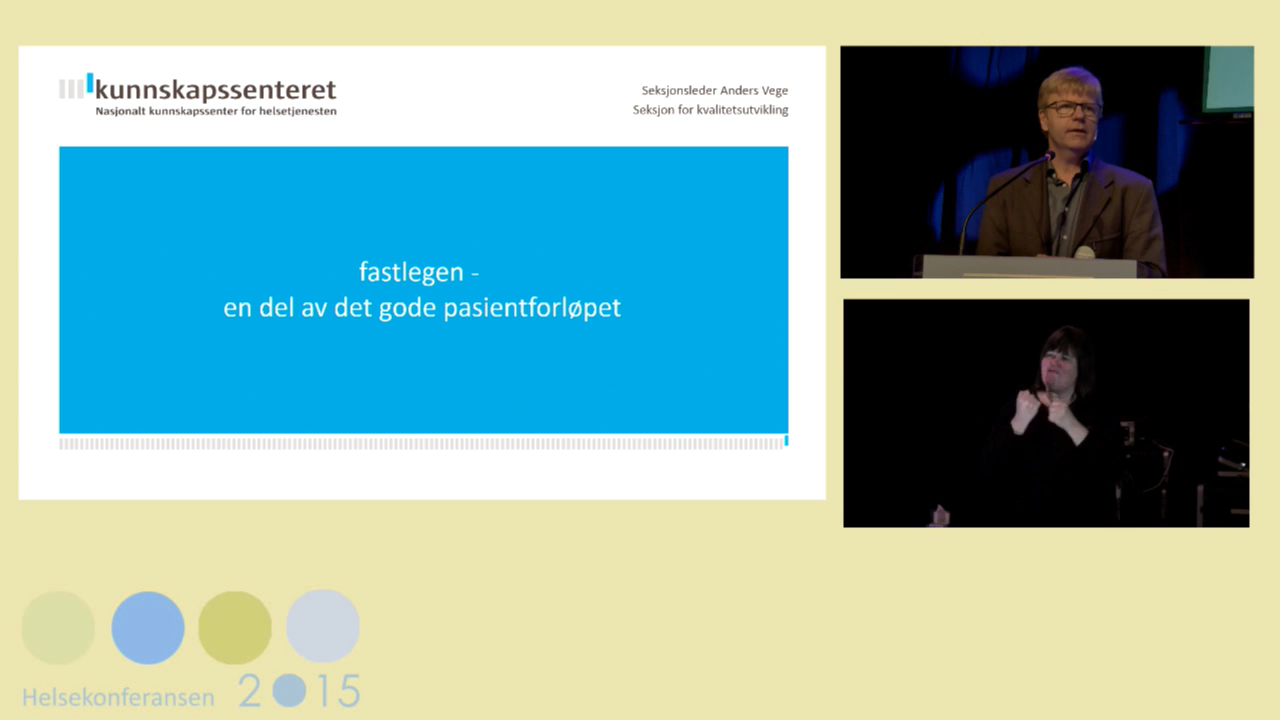 kunnskapssenteret
Nasjonalt kunnskapssenter for helsetjenesten
Seksjonsleder Anders Vege
Seksjon for kvalitetsutvikling
fastlegen -
en del av det gode pasientforløpet
Helsekonferansen 2015